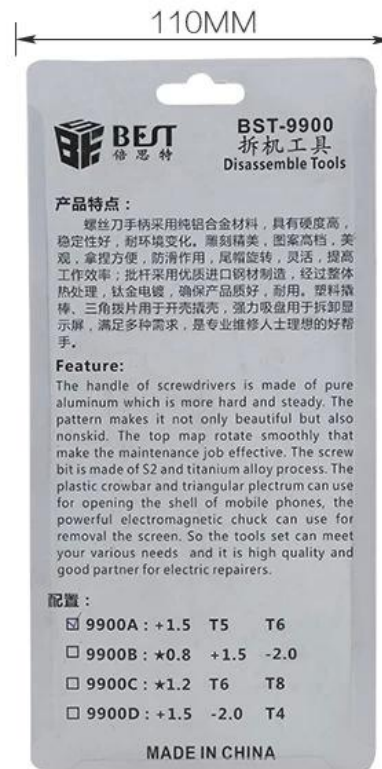 110MM
BEST
倍思特
BST-9900
拆机工具
Disassemble Tools
产品特点：
螺丝刀手柄采用纯铝合金材料，具有硬度高，
稳定性好，耐环境变化。雕刻精美，图案高档，美
观，拿捏方便，防滑作用，尾帽旋转，灵活，提高
工作效率；批杆采用优质进口钢材制造，经过整体
热处理，钛金电镀，确保产品质好，耐用。塑料撬
棒、三角拨片用于开壳撬壳，强力吸盘用于拆卸显
示屏，满足多种需求，是专业维修人士理想的好帮
手。
Feature:
The handle of screwdrivers is made of pure
aluminum which is more hard and steady. The
pattern makes it not only beautiful but also
nonskid. The top map rotate smoothly that
make the maintenance job effective. The screw
bit is made of S2 and titanium alloy process. The
plastic crowbar and triangular plectrum can use
for opening the shell of mobile phones, the
powerful electromagnetic chuck can use for
removal the screen. So the tools set can meet
your various needs and it is high quality and
good partner for electric repairers.
配置：
☑ 9900A：+1.5 T5 T6
☐ 9900B：★0.8 +1.5 -2.0
☐ 9900C：★1.2 T6 T8
☐ 9900D：+1.5 -2.0 T4
MADE IN CHINA